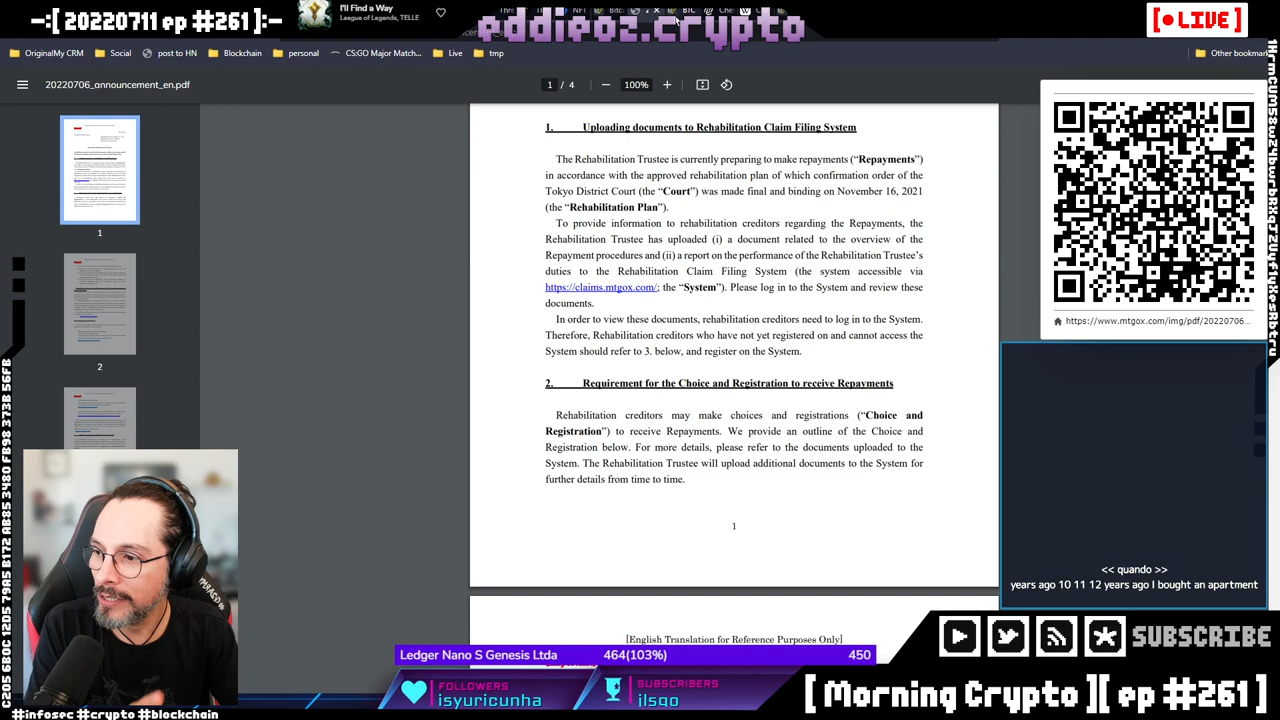 -:[ 20220711 ep #261]:-
I'll Find a Way
League of Legends, TELLE
NFT
BTC
eddiepoz.crypto
[● LIVE]
OriginalMy CRM
Social
post to HN
Blockchain
personal
CS:GO Major Match...
Live
tmp
Other bookmar
20220706_announcement_en.pdf
1 / 4
100%
1
2
1. Uploading documents to Rehabilitation Claim Filing System
The Rehabilitation Trustee is currently preparing to make repayments (“Repayments”)
in accordance with the approved rehabilitation plan of which confirmation order of the
Tokyo District Court (the “Court”) was made final and binding on November 16, 2021
(the “Rehabilitation Plan”).
To provide information to rehabilitation creditors regarding the Repayments, the
Rehabilitation Trustee has uploaded (i) a document related to the overview of the
Repayment procedures and (ii) a report on the performance of the Rehabilitation Trustee’s
duties to the Rehabilitation Claim Filing System (the system accessible via
https://claims.mtgox.com/; the “System”). Please log in to the System and review these
documents.
In order to view these documents, rehabilitation creditors need to log in to the System.
Therefore, Rehabilitation creditors who have not yet registered on and cannot access the
System should refer to 3. below, and register on the System.
2. Requirement for the Choice and Registration to receive Repayments
Rehabilitation creditors may make choices and registrations (“Choice and
Registration”) to receive Repayments. We provide an outline of the Choice and
Registration below. For more details, please refer to the documents uploaded to the
System. The Rehabilitation Trustee will upload additional documents to the System for
further details from time to time.
1
[English Translation for Reference Purposes Only]
https://www.mtgox.com/img/pdf/20220706...
<< quando >>
years ago 10 11 12 years ago I bought an apartment
Ledger Nano S Genesis Ltda 464(103%) 450
FOLLOWERS
isyuricunha
SUBSCRIBERS
ilsgo
SUBSCRIBE
[ Morning Crypto ][ ep #261 ]
#crypto #blockchain